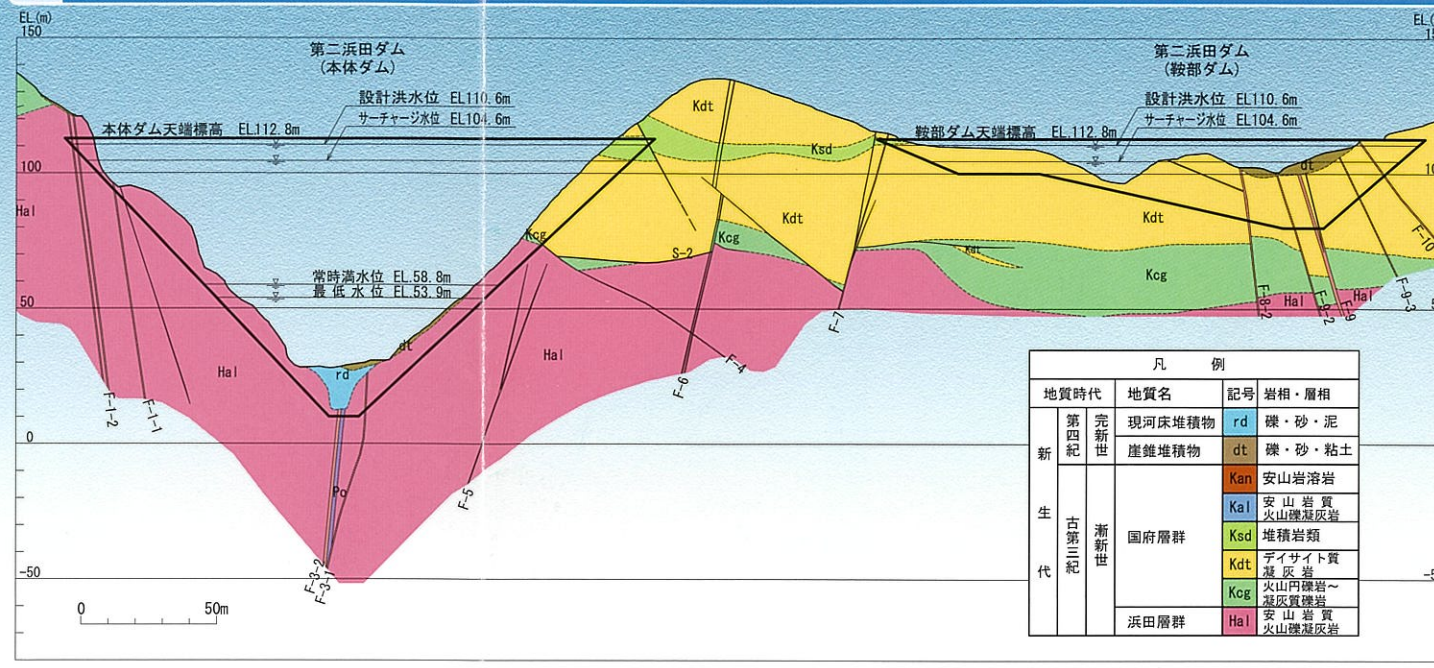 EL(m)
150
100
50
0
-50
第二浜田ダム
(本体ダム)
設計洪水位 EL110.6m
サーチャージ水位 EL104.6m
本体ダム天端標高 EL.112.8m
常時満水位 EL.58.8m
最低水位 EL.53.9m
第二浜田ダム
(鞍部ダム)
設計洪水位 EL110.6m
サーチャージ水位 EL104.6m
鞍部ダム天端標高 EL.112.8m
Hal
Hal
rd
dt
Po
Hal
Kcg
Kdt
Ksd
Kdt
Kcg
S-2
Kdt
Kdt
Kcg
dt
Hal
Hal
F-1-2
F-1-1
F-3-2
F-3-1
F-5
F-6
F-4
F-7
F-8-2
F-9-2
F-9
F-9-3
F-10
0 50m
凡例
地質時代 地質名 記号 岩相・層相
新生代
第四紀 完新世
現河床堆積物 rd 礫・砂・泥
崖錐堆積物 dt 礫・砂・粘土
古第三紀 漸新世
国府層群
Kan 安山岩溶岩
Kal 安山岩質
火山礫凝灰岩
Ksd 堆積岩類
Kdt デイサイト質
凝灰岩
Kcg 火山円礫岩~
凝灰質礫岩
浜田層群 Hal 安山岩質
火山礫凝灰岩